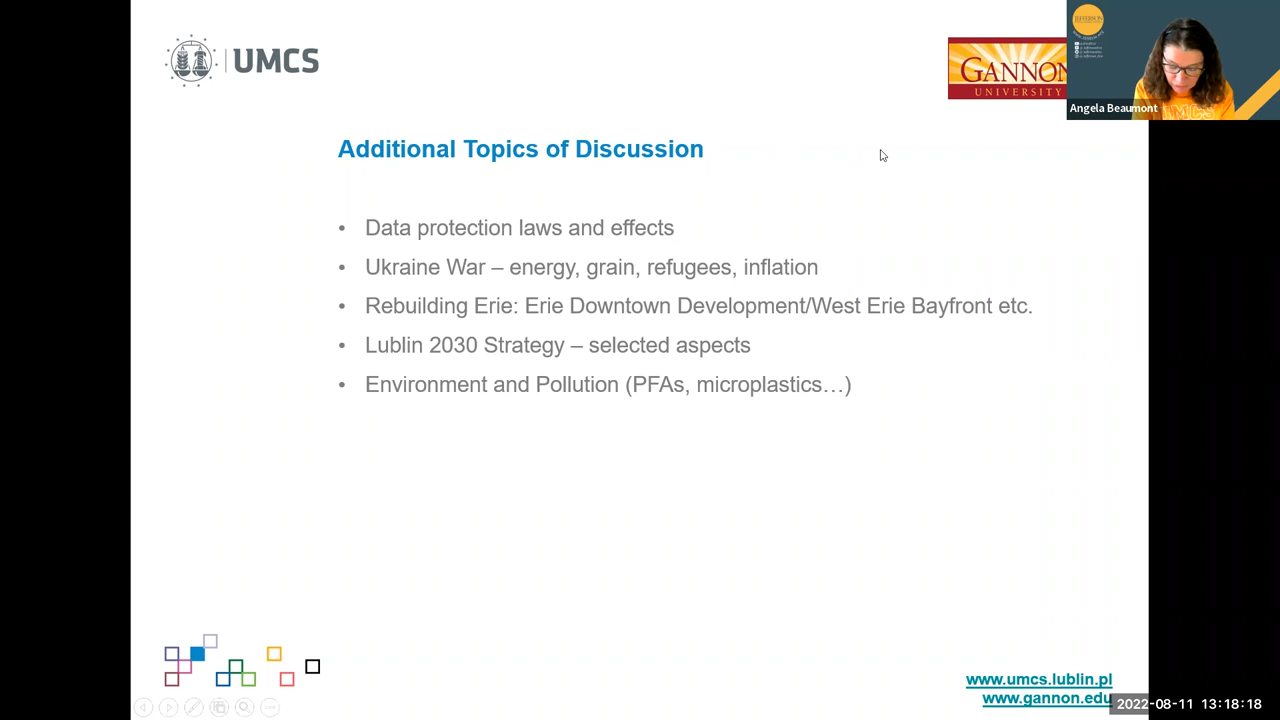 UMCS
GANNON
UNIVERSITY
JEFFERSON
Angela Beaumont
UMCS
Additional Topics of Discussion
• Data protection laws and effects
• Ukraine War – energy, grain, refugees, inflation
• Rebuilding Erie: Erie Downtown Development/West Erie Bayfront etc.
• Lublin 2030 Strategy – selected aspects
• Environment and Pollution (PFAs, microplastics…)
www.umcs.lublin.pl
www.gannon.edu
2022-08-11 13:18:18